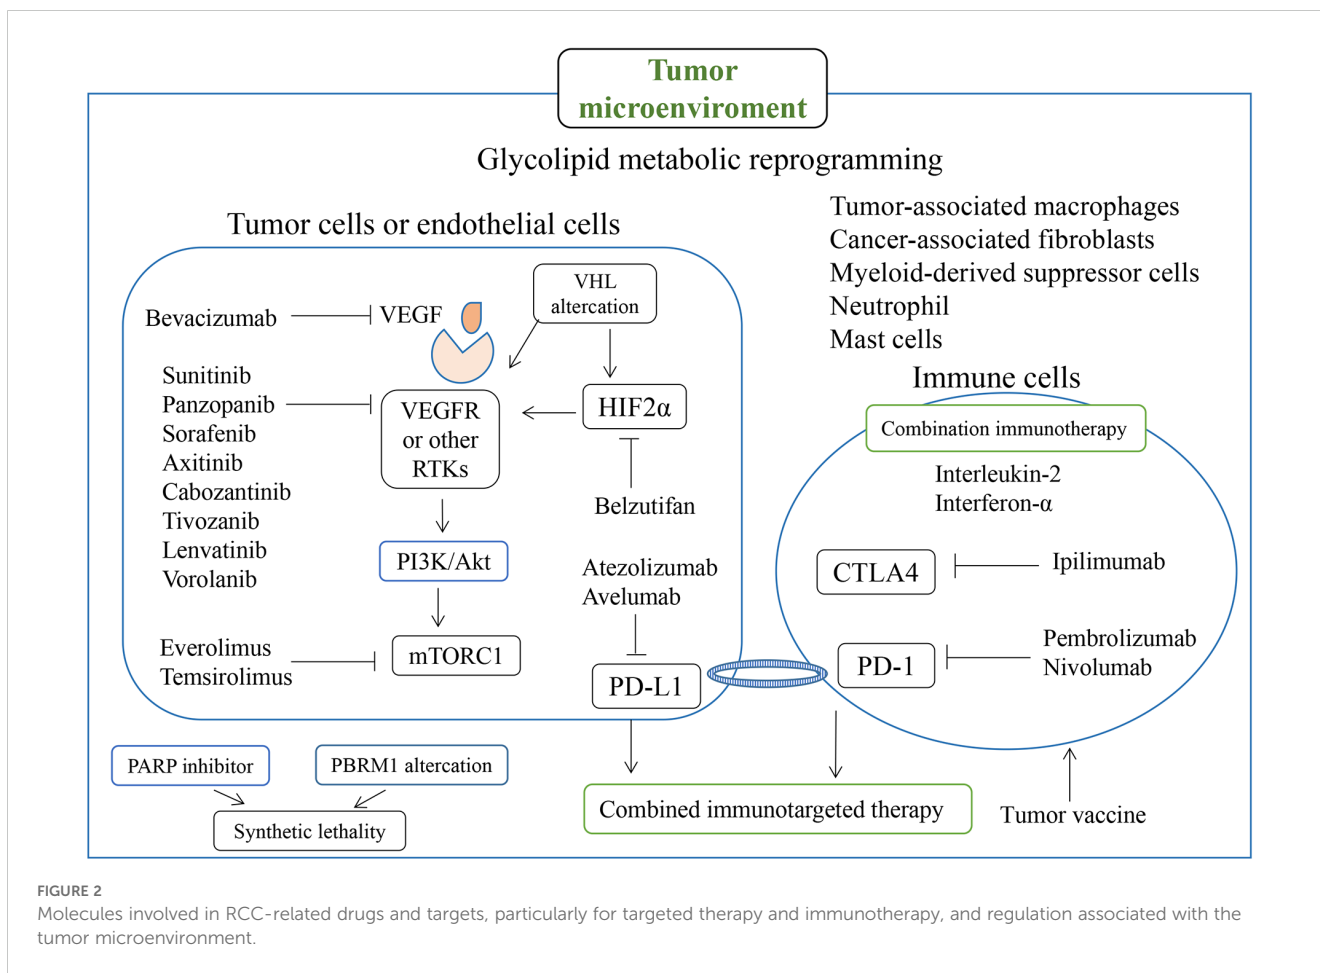 Tumor
microenviroment
Glycolipid metabolic reprogramming
Tumor cells or endothelial cells
Bevacizumab
VEGF
VHL
altercation
Sunitinib
Panzopanib
Sorafenib
Axitinib
Cabozantinib
Tivozanib
Lenvatinib
Vorolanib
VEGFR
or other
RTKs
HIF2α
Belzutifan
PI3K/Akt
Atezolizumab
Avelumab
Everolimus
Temsirolimus
mTORC1
PD-L1
Tumor-associated macrophages
Cancer-associated fibroblasts
Myeloid-derived suppressor cells
Neutrophil
Mast cells
Immune cells
Combination immunotherapy
Interleukin-2
Interferon-α
CTLA4
Ipilimumab
PD-1
Pembrolizumab
Nivolumab
PARP inhibitor
PBRM1 altercation
Synthetic lethality
Combined immunotargeted therapy
Tumor vaccine
FIGURE 2
Molecules involved in RCC-related drugs and targets, particularly for targeted therapy and immunotherapy, and regulation associated with the
tumor microenvironment.